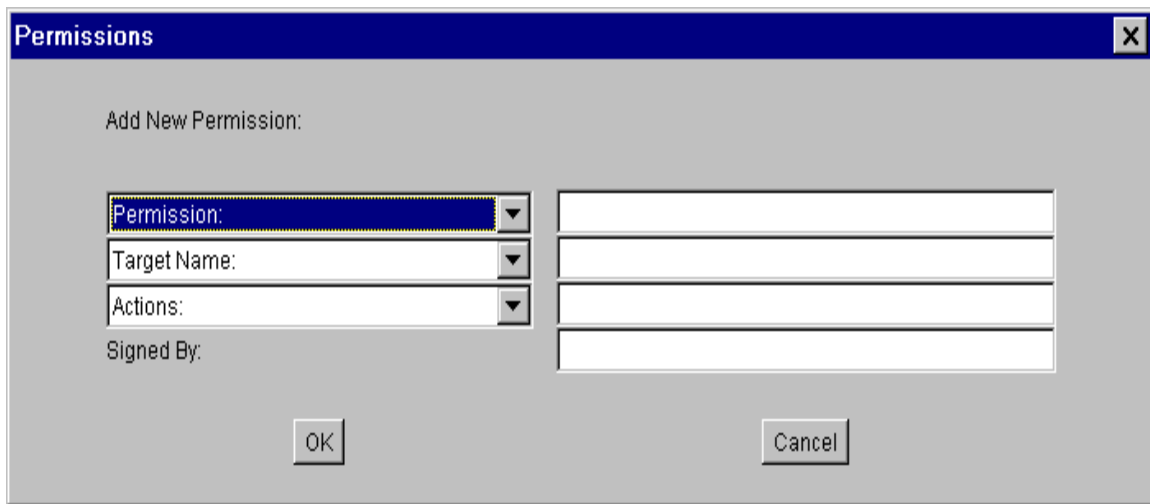 Permissions
Add New Permission:
Permission:
Target Name:
Actions:
Signed By:
OK Cancel